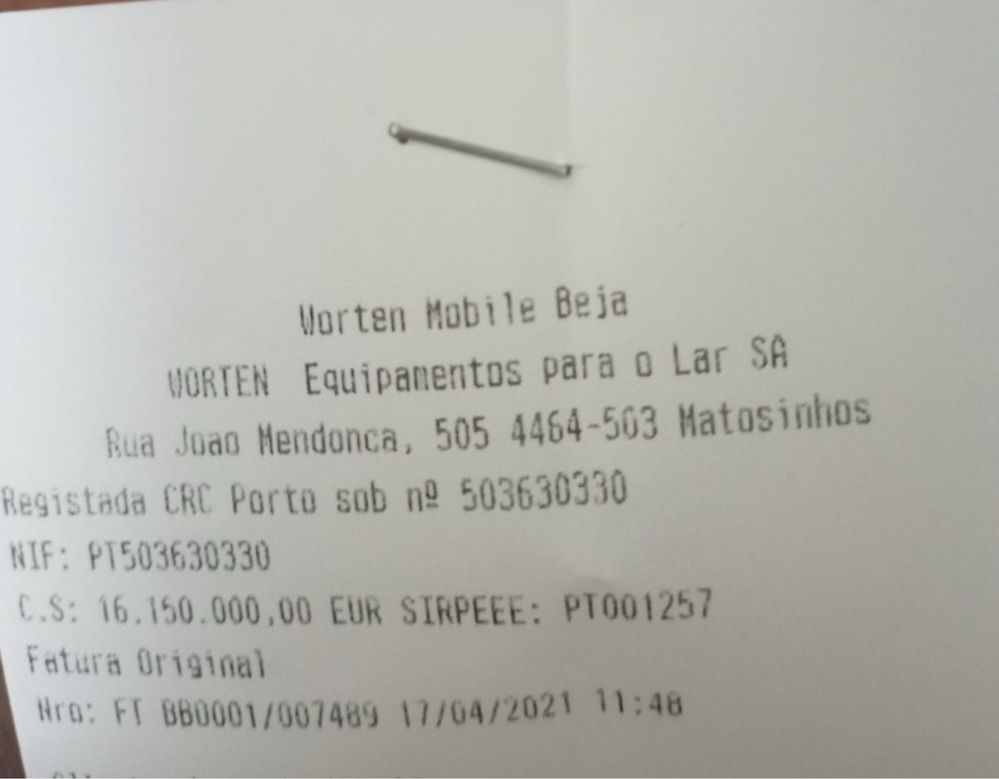 Worten Mobile Beja
WORTEN Equipamentos para o Lar SA
Rua Joao Mendonca, 505 4464-503 Matosinhos
Registada CRC Porto sob nº 503630330
NIF: PT503630330
C.S: 16.150.000,00 EUR SIRPEEE: PT001257
Fatura Original
Nro: FT BB0001/007489 17/04/2021 11:48